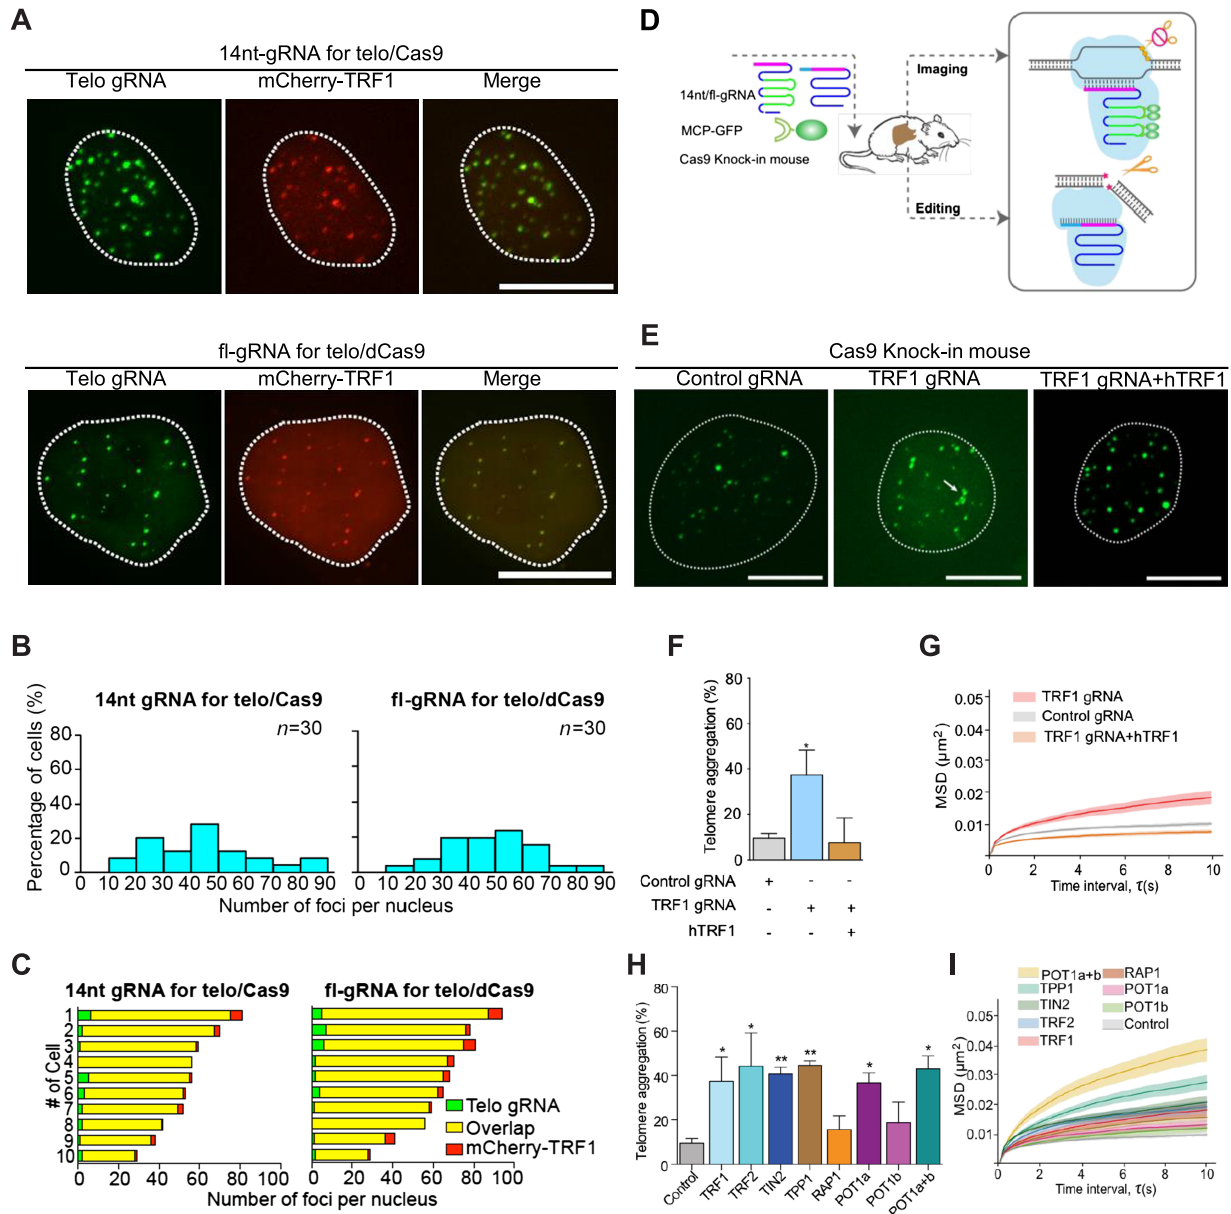 A
14nt-gRNA for telo/Cas9
Telo gRNA
mCherry-TRF1
Merge
fl-gRNA for telo/dCas9
Telo gRNA
mCherry-TRF1
Merge
D
14nt/fl-gRNA
MCP-GFP
Cas9 Knock-in mouse
Imaging
Editing
E
Cas9 Knock-in mouse
Control gRNA
TRF1 gRNA
TRF1 gRNA+hTRF1
B
14nt gRNA for telo/Cas9
n=30
fl-gRNA for telo/dCas9
n=30
Percentage of cells (%)
80
60
40
20
0
0 10 20 30 40 50 60 70 80 90
0 10 20 30 40 50 60 70 80 90
Number of foci per nucleus
C
14nt gRNA for telo/Cas9
fl-gRNA for telo/dCas9
# of Cell
1
2
3
4
5
6
7
8
9
10
Telo gRNA
Overlap
mCherry-TRF1
0 20 40 60 80 100
0 20 40 60 80 100
Number of foci per nucleus
F
Telomere aggregation (%)
80
60
40
20
0
*
Control gRNA + - -
TRF1 gRNA - + +
hTRF1 - - +
G
MSD (µm²)
0.05
0.04
0.03
0.02
0.01
TRF1 gRNA
Control gRNA
TRF1 gRNA+hTRF1
0 2 4 6 8 10
Time interval, τ(s)
H
Telomere aggregation (%)
80
60
40
20
0
* * ** ** * *
Control TRF1 TRF2 TIN2 TPP1 RAP1 POT1a POT1b POT1a+b
I
POT1a+b
TPP1
TIN2
TRF2
TRF1
RAP1
POT1a
POT1b
Control
MSD (µm²)
0.05
0.04
0.03
0.02
0.01
0 2 4 6 8 10
Time interval, τ(s)